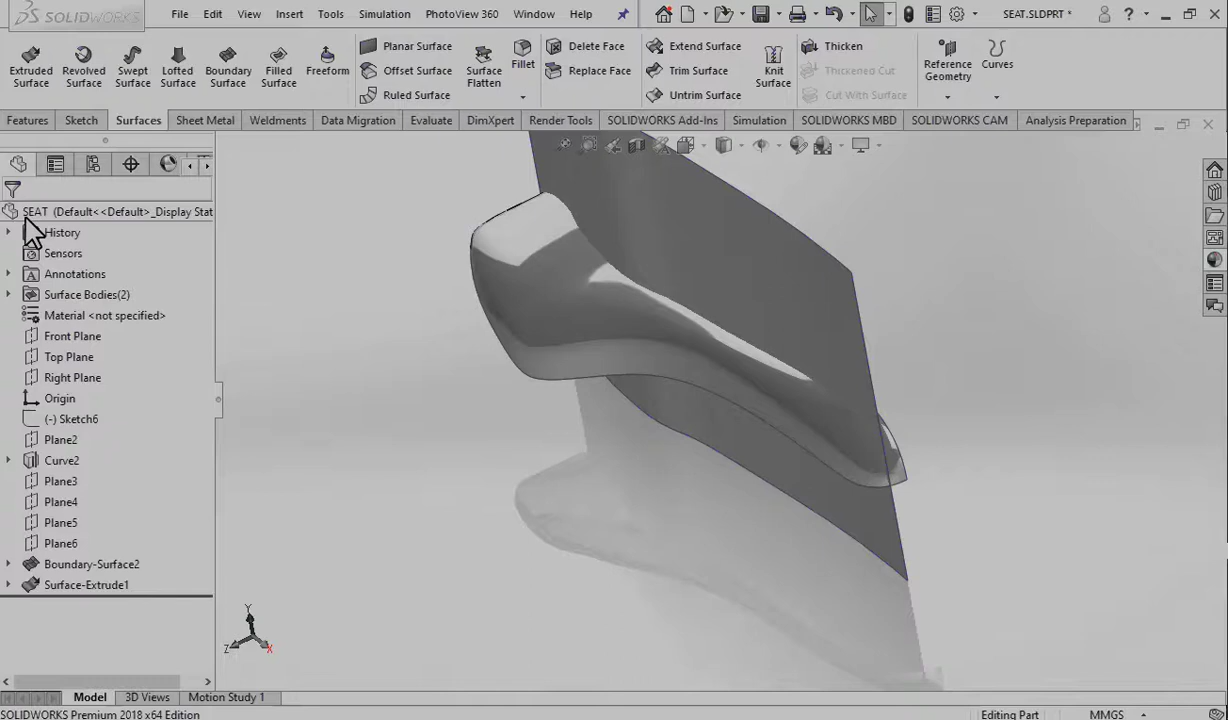 SOLIDWORKS
File Edit View Insert Tools Simulation PhotoView 360 Window Help
SEAT.SLDPRT *
Extruded Surface
Revolved Surface
Swept Surface
Lofted Surface
Boundary Surface
Filled Surface
Freeform
Planar Surface
Offset Surface
Ruled Surface
Surface Flatten
Fillet
Delete Face
Replace Face
Extend Surface
Trim Surface
Untrim Surface
Knit Surface
Thicken
Thickened Cut
Cut With Surface
Reference Geometry
Curves
Features Sketch Surfaces Sheet Metal Weldments Data Migration Evaluate DimXpert Render Tools SOLIDWORKS Add-Ins Simulation SOLIDWORKS MBD SOLIDWORKS CAM Analysis Preparation
SEAT (Default<<Default>_Display Stat
History
Sensors
Annotations
Surface Bodies(2)
Material <not specified>
Front Plane
Top Plane
Right Plane
Origin
(-) Sketch6
Plane2
Curve2
Plane3
Plane4
Plane5
Plane6
Boundary-Surface2
Surface-Extrude1
Y
Z
X
Model 3D Views Motion Study 1
SOLIDWORKS Premium 2018 x64 Edition
Editing Part
MMGS